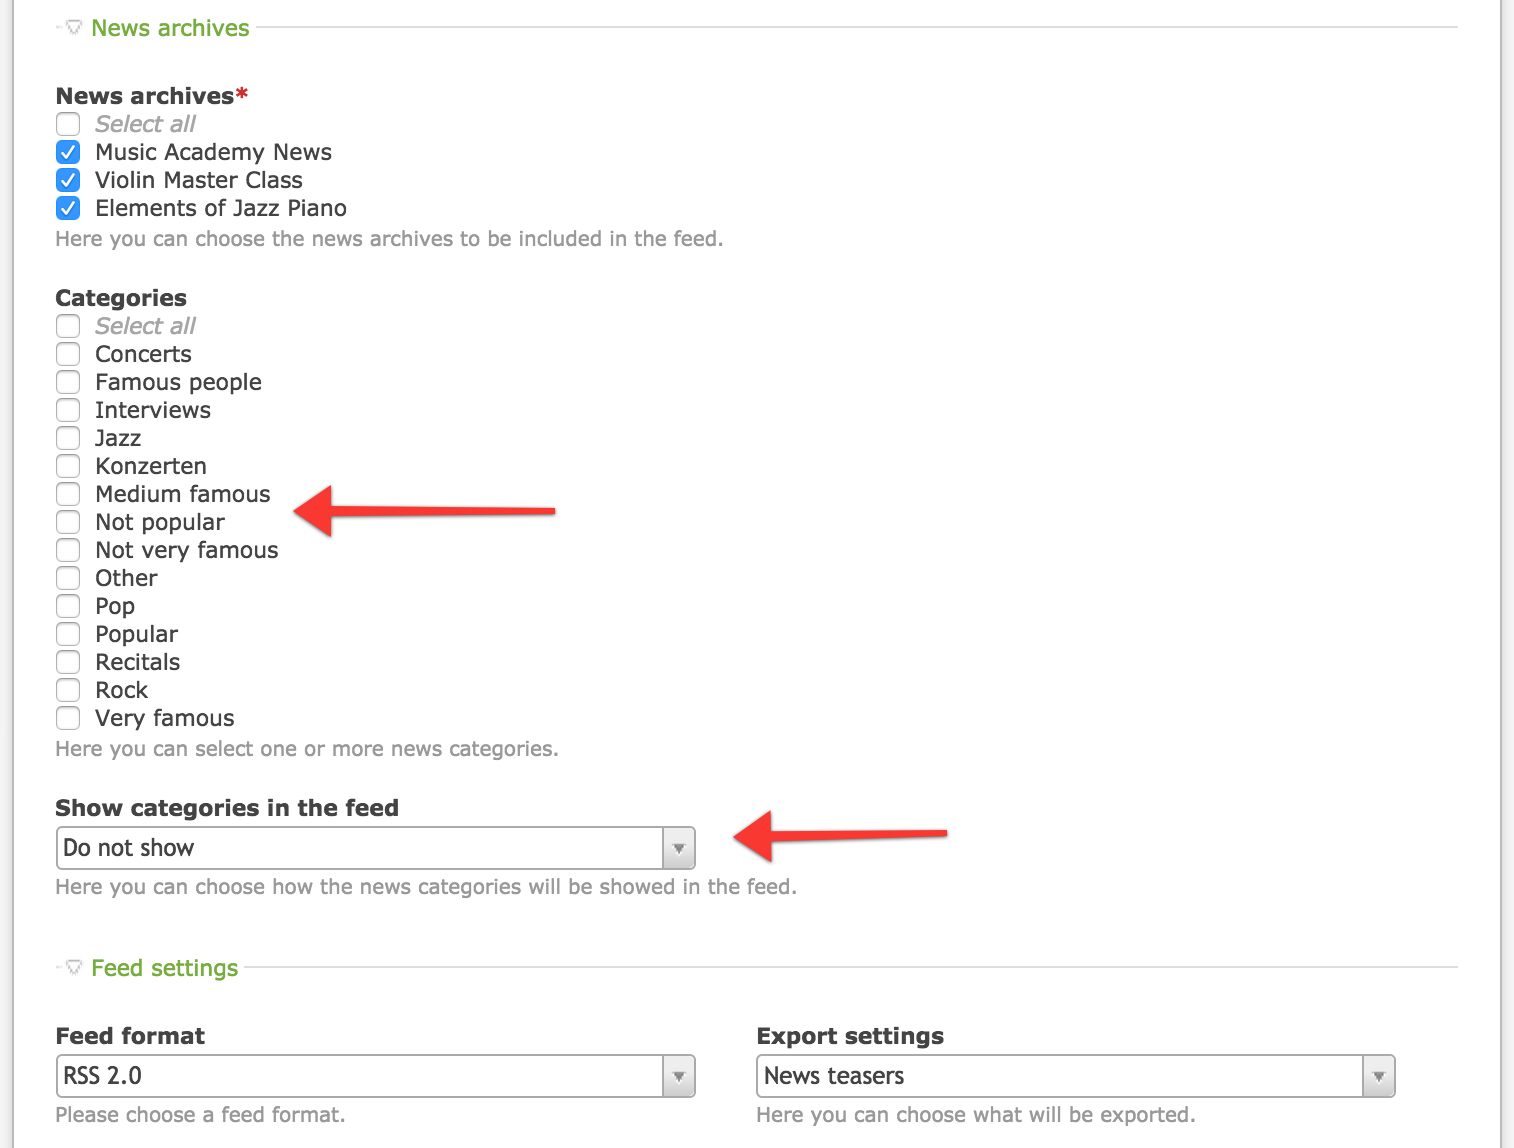 News archives
News archives*
Select all
Music Academy News
Violin Master Class
Elements of Jazz Piano
Here you can choose the news archives to be included in the feed.
Categories
Select all
Concerts
Famous people
Interviews
Jazz
Konzerten
Medium famous
Not popular
Not very famous
Other
Pop
Popular
Recitals
Rock
Very famous
Here you can select one or more news categories.
Show categories in the feed
Do not show
Here you can choose how the news categories will be showed in the feed.
Feed settings
Feed format
RSS 2.0
Please choose a feed format.
Export settings
News teasers
Here you can choose what will be exported.